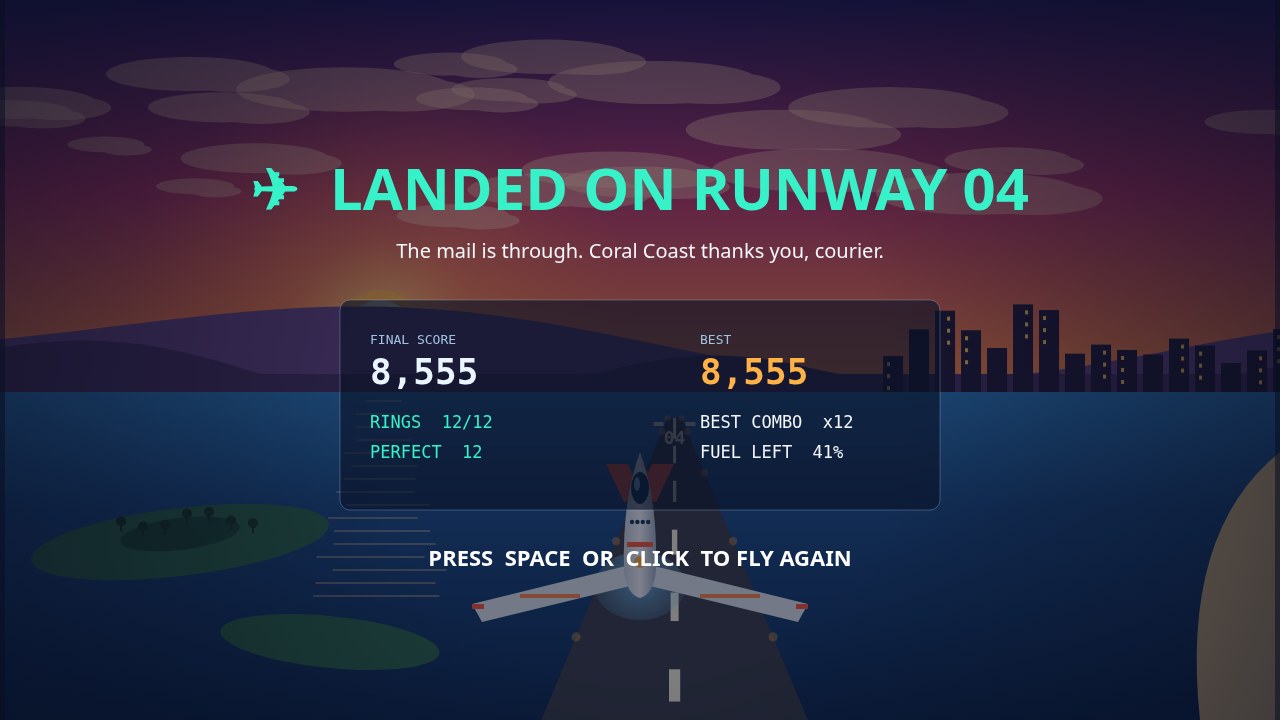 ✈ LANDED ON RUNWAY 04
The mail is through. Coral Coast thanks you, courier.
FINAL SCORE
8,555
BEST
8,555
RINGS 12/12
BEST COMBO x12
PERFECT 12
FUEL LEFT 41%
04
PRESS SPACE OR CLICK TO FLY AGAIN